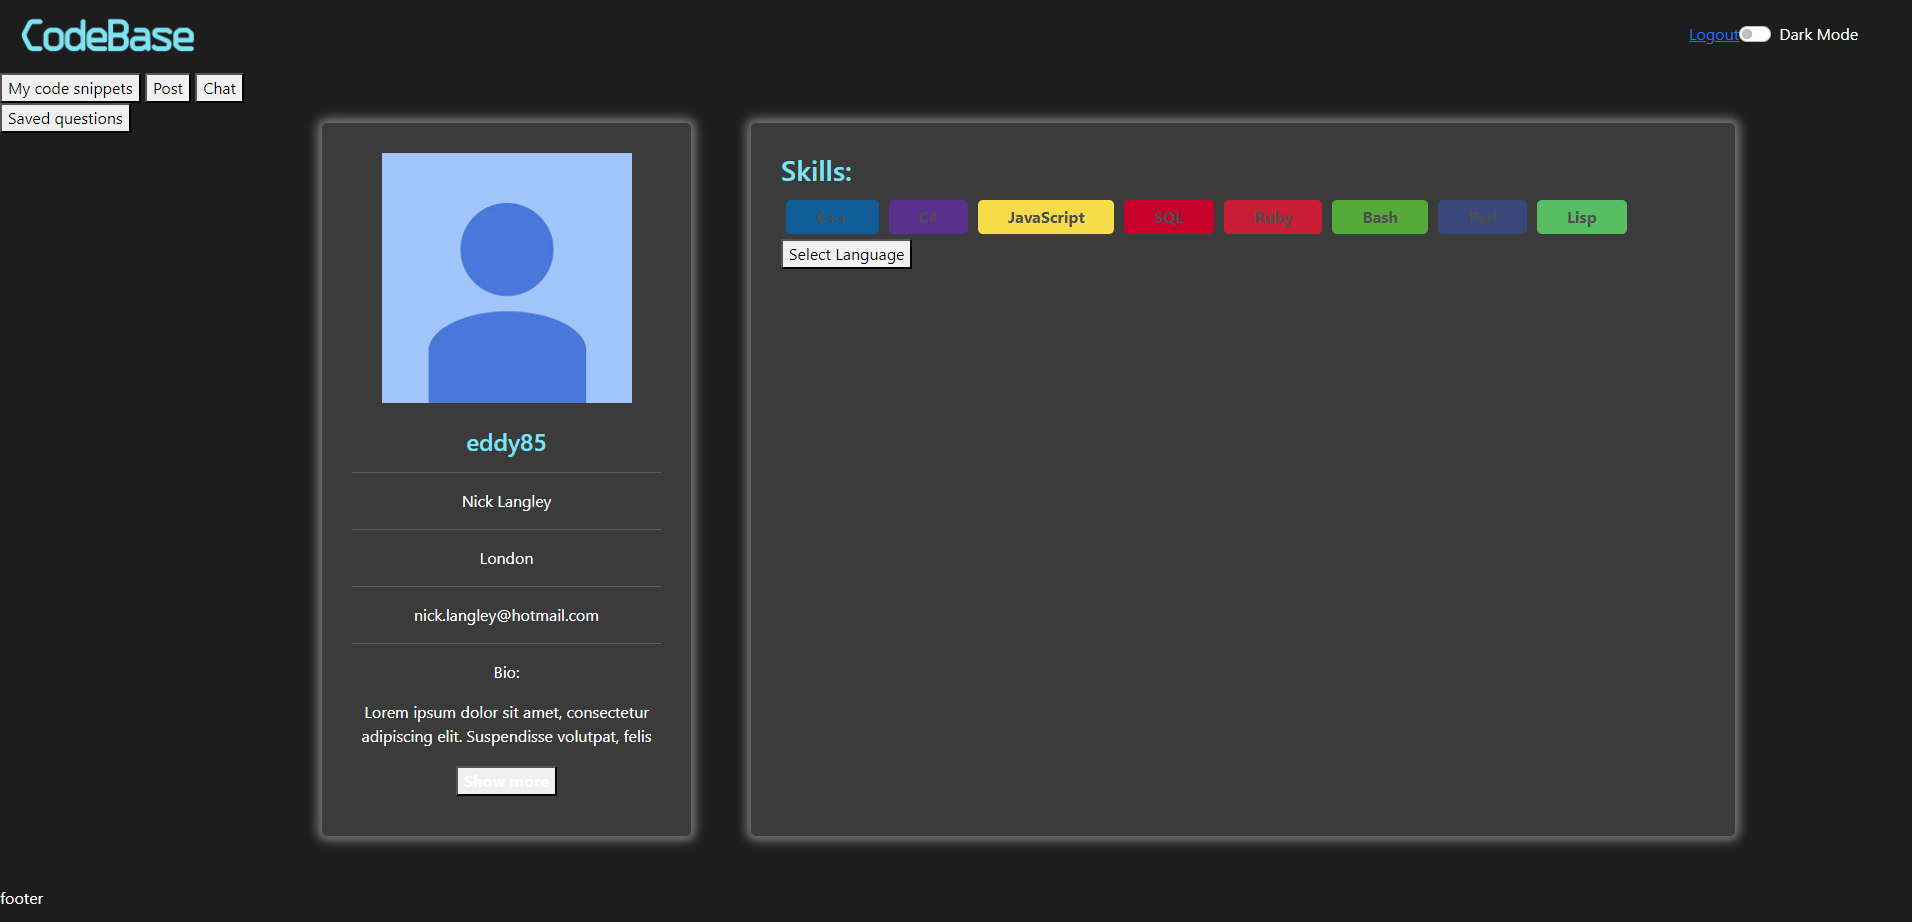 CodeBase
Logout Dark Mode
My code snippets Post Chat
Saved questions
Skills:
C++ C# JavaScript SQL Ruby Bash Perl Lisp
Select Language
eddy85
Nick Langley
London
nick.langley@hotmail.com
Bio:
Lorem ipsum dolor sit amet, consectetur
adipiscing elit. Suspendisse volutpat, felis
Show more
footer